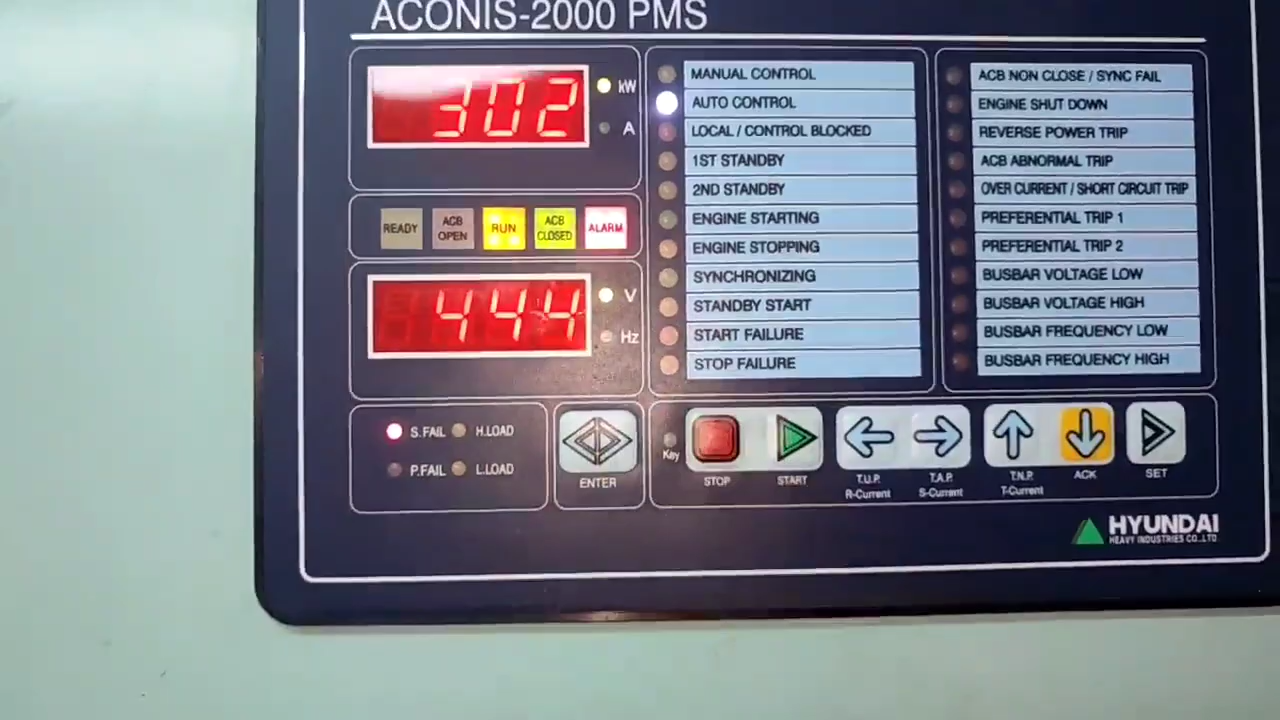 ACONIS-2000 PMS
302
kW
A
READY
ACB
OPEN
RUN
ACB
CLOSED
ALARM
444
V
Hz
S.FAIL
H.LOAD
P.FAIL
L.LOAD
ENTER
MANUAL CONTROL
AUTO CONTROL
LOCAL / CONTROL BLOCKED
1ST STANDBY
2ND STANDBY
ENGINE STARTING
ENGINE STOPPING
SYNCHRONIZING
STANDBY START
START FAILURE
STOP FAILURE
ACB NON CLOSE / SYNC FAIL
ENGINE SHUT DOWN
REVERSE POWER TRIP
ACB ABNORMAL TRIP
OVER CURRENT / SHORT CIRCUIT TRIP
PREFERENTIAL TRIP 1
PREFERENTIAL TRIP 2
BUSBAR VOLTAGE LOW
BUSBAR VOLTAGE HIGH
BUSBAR FREQUENCY LOW
BUSBAR FREQUENCY HIGH
Key
STOP
START
T.U.P.
R-Current
T.A.P.
S-Current
T.N.P.
T-Current
ACK
SET
HYUNDAI
HEAVY INDUSTRIES CO.,LTD.